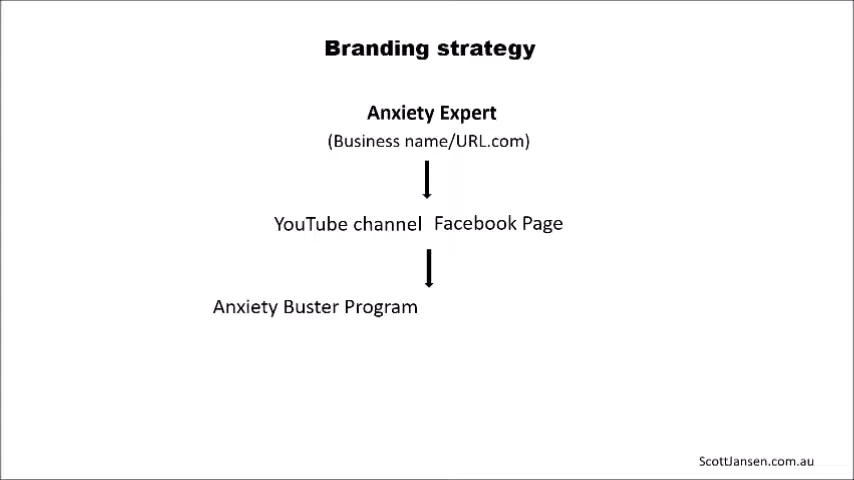 Branding strategy
Anxiety Expert
(Business name/URL.com)
YouTube channel Facebook Page
Anxiety Buster Program
ScottJansen.com.au